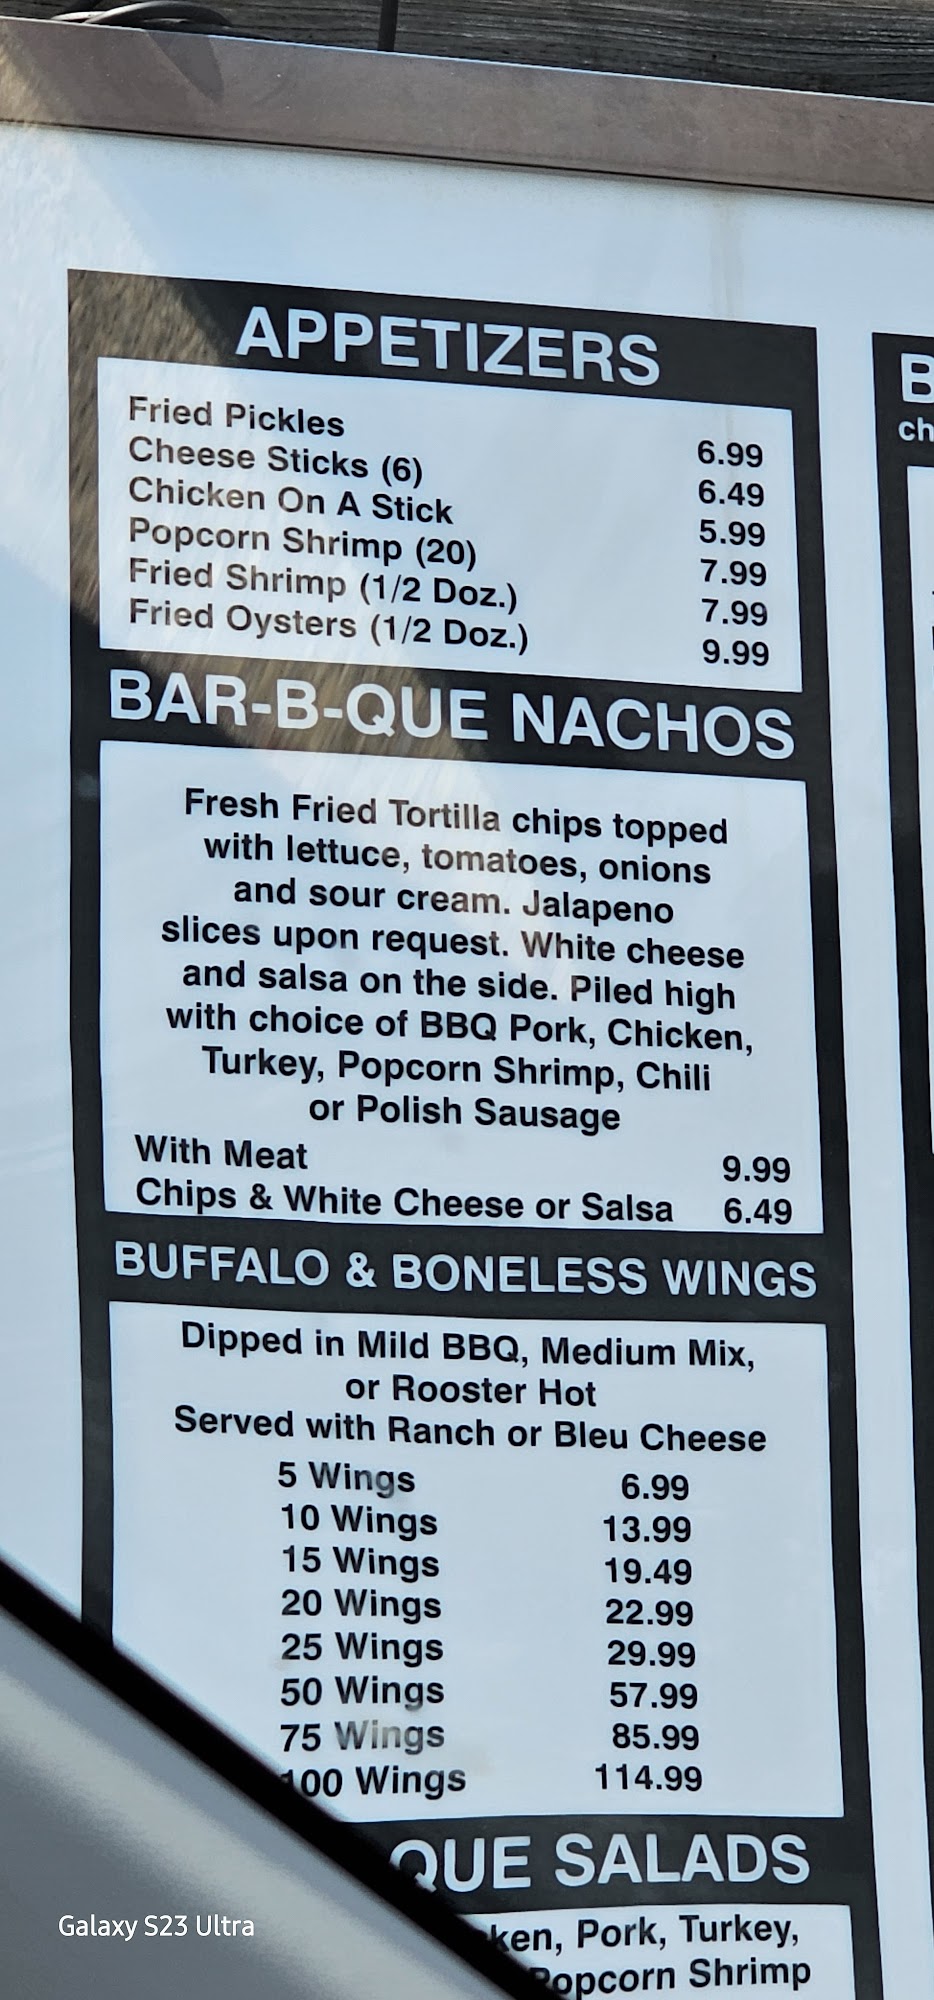 APPETIZERS
Fried Pickles 6.99
Cheese Sticks (6) 6.49
Chicken On A Stick 5.99
Popcorn Shrimp (20) 7.99
Fried Shrimp (1/2 Doz.) 7.99
Fried Oysters (1/2 Doz.) 9.99
BAR-B-QUE NACHOS
Fresh Fried Tortilla chips topped
with lettuce, tomatoes, onions
and sour cream. Jalapeno
slices upon request. White cheese
and salsa on the side. Piled high
with choice of BBQ Pork, Chicken,
Turkey, Popcorn Shrimp, Chili
or Polish Sausage
With Meat 9.99
Chips & White Cheese or Salsa 6.49
BUFFALO & BONELESS WINGS
Dipped in Mild BBQ, Medium Mix,
or Rooster Hot
Served with Ranch or Bleu Cheese
5 Wings 6.99
10 Wings 13.99
15 Wings 19.49
20 Wings 22.99
25 Wings 29.99
50 Wings 57.99
75 Wings 85.99
100 Wings 114.99
QUE SALADS
ken, Pork, Turkey,
Popcorn Shrimp
B
ch
Galaxy S23 Ultra